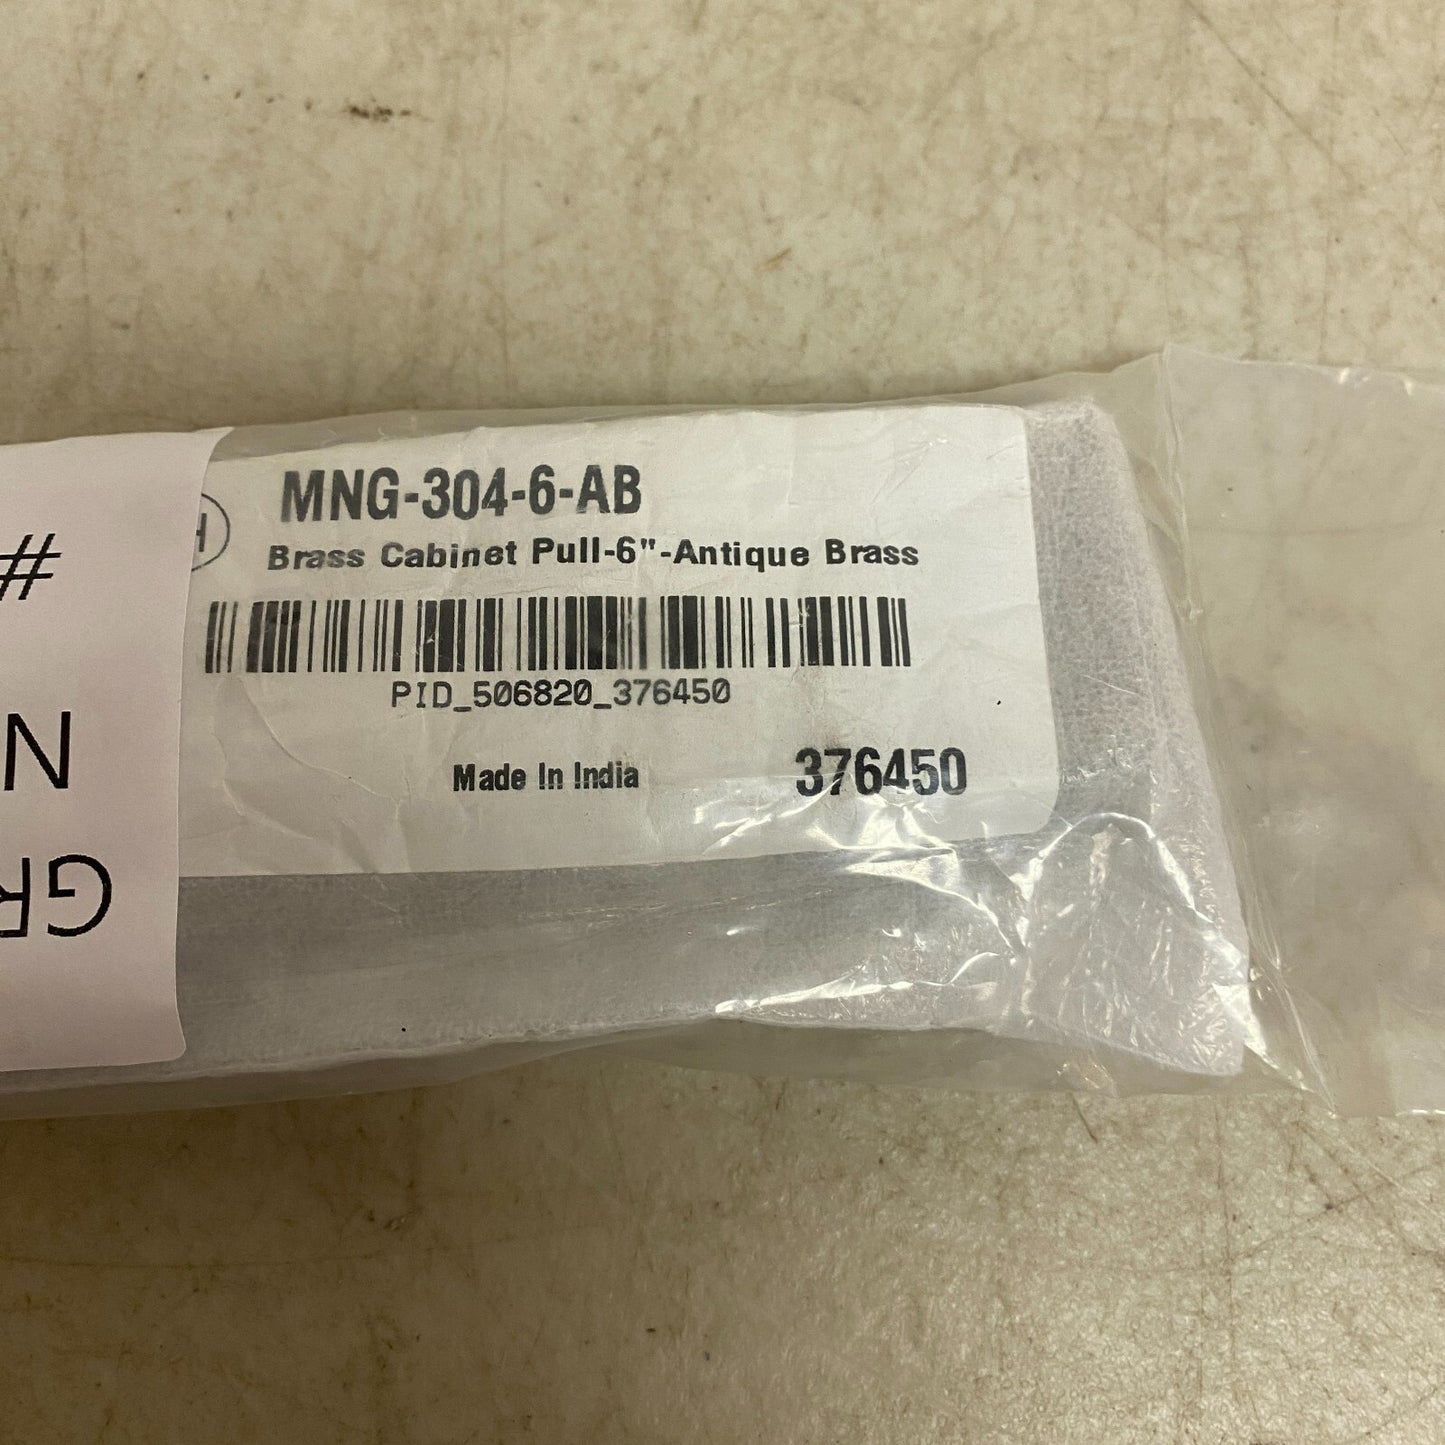 MNG-304-6-AB
Brass Cabinet Pull-6"-Antique Brass
PID_506820_376450
Made In India
376450
#